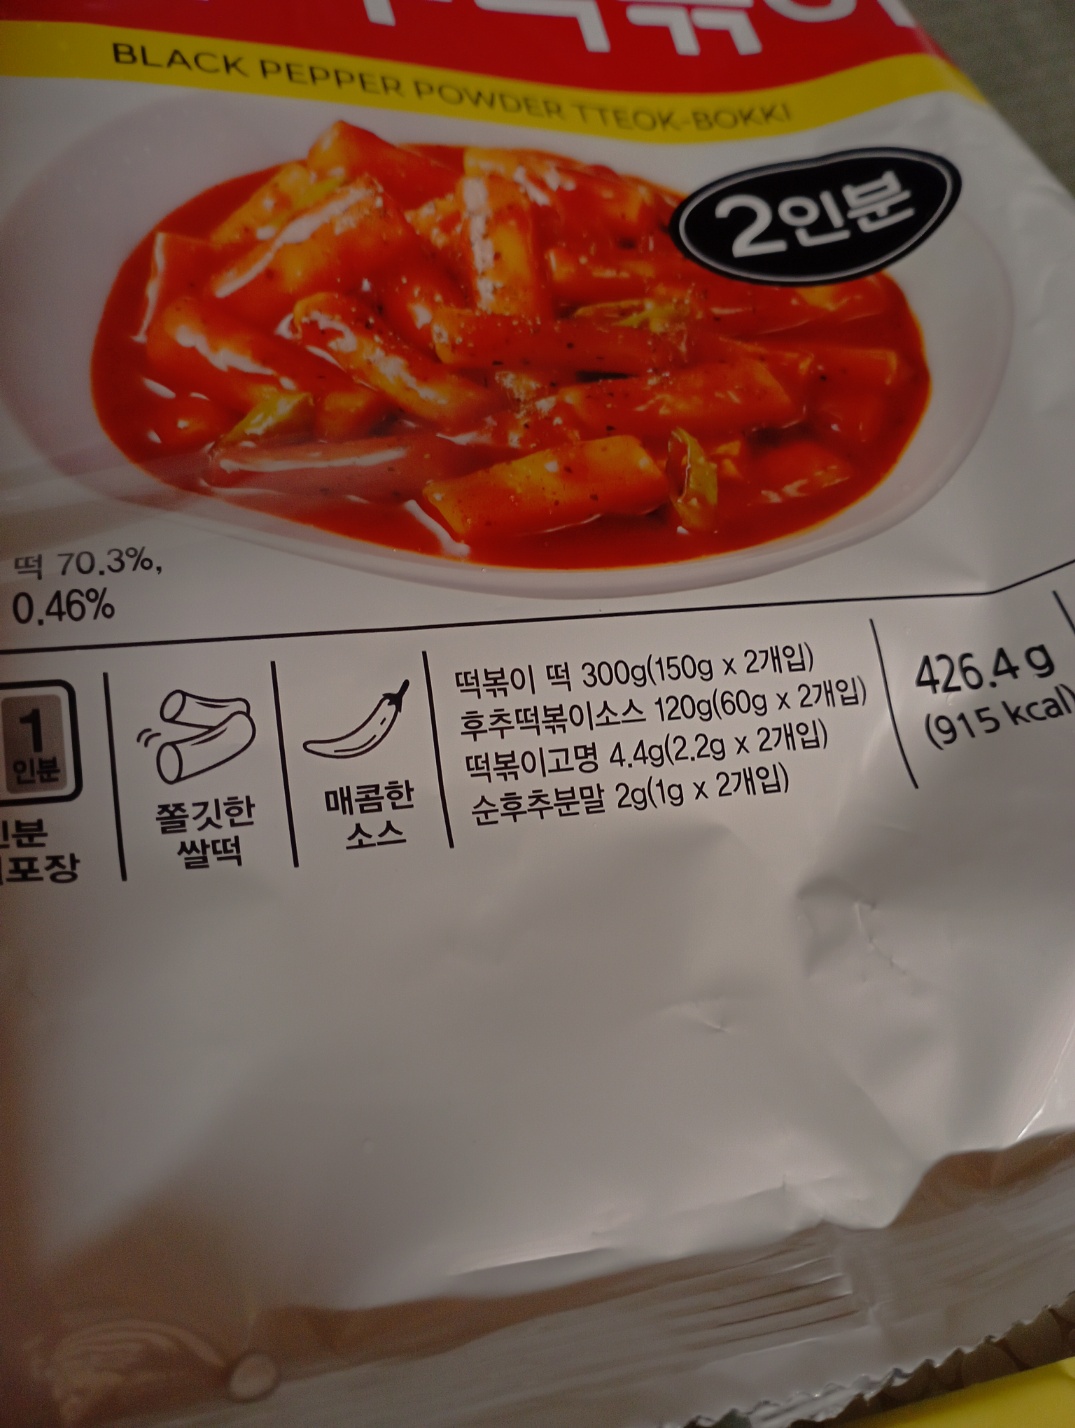 BLACK PEPPER POWDER TTEOK-BOKKI
2인분
떡 70.3%,
0.46%
1
인분
포장
쫄깃한
쌀떡
매콤한
소스
떡볶이 떡 300g(150g x 2개입)
후추떡볶이소스 120g(60g x 2개입)
떡볶이고명 4.4g(2.2g x 2개입)
순후추분말 2g(1g x 2개입)
426.4 g
(915 kcal)